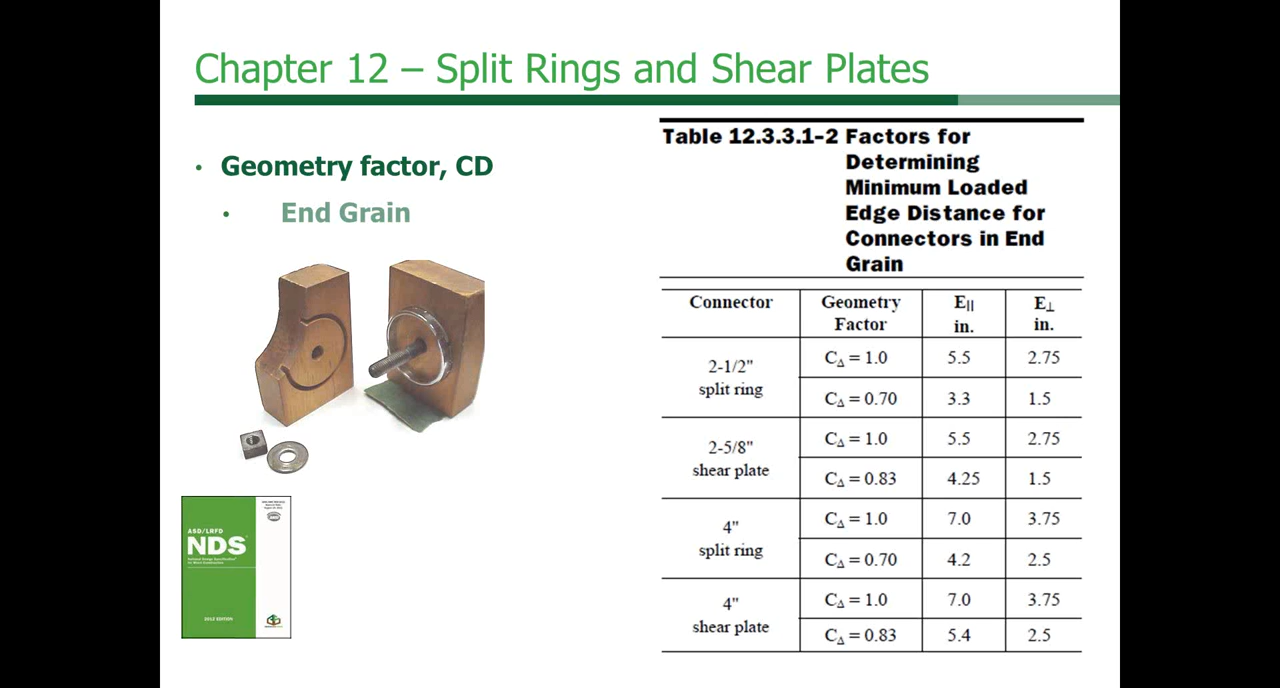 Chapter 12 – Split Rings and Shear Plates
• Geometry factor, CD
• End Grain
ASD/LRFD
NDS
2012 EDITION
Table 12.3.3.1–2 Factors for
Determining
Minimum Loaded
Edge Distance for
Connectors in End
Grain
Connector Geometry Factor E|| in. E⊥ in.
2-1/2" split ring CΔ = 1.0 5.5 2.75
CΔ = 0.70 3.3 1.5
2-5/8" shear plate CΔ = 1.0 5.5 2.75
CΔ = 0.83 4.25 1.5
4" split ring CΔ = 1.0 7.0 3.75
CΔ = 0.70 4.2 2.5
4" shear plate CΔ = 1.0 7.0 3.75
CΔ = 0.83 5.4 2.5